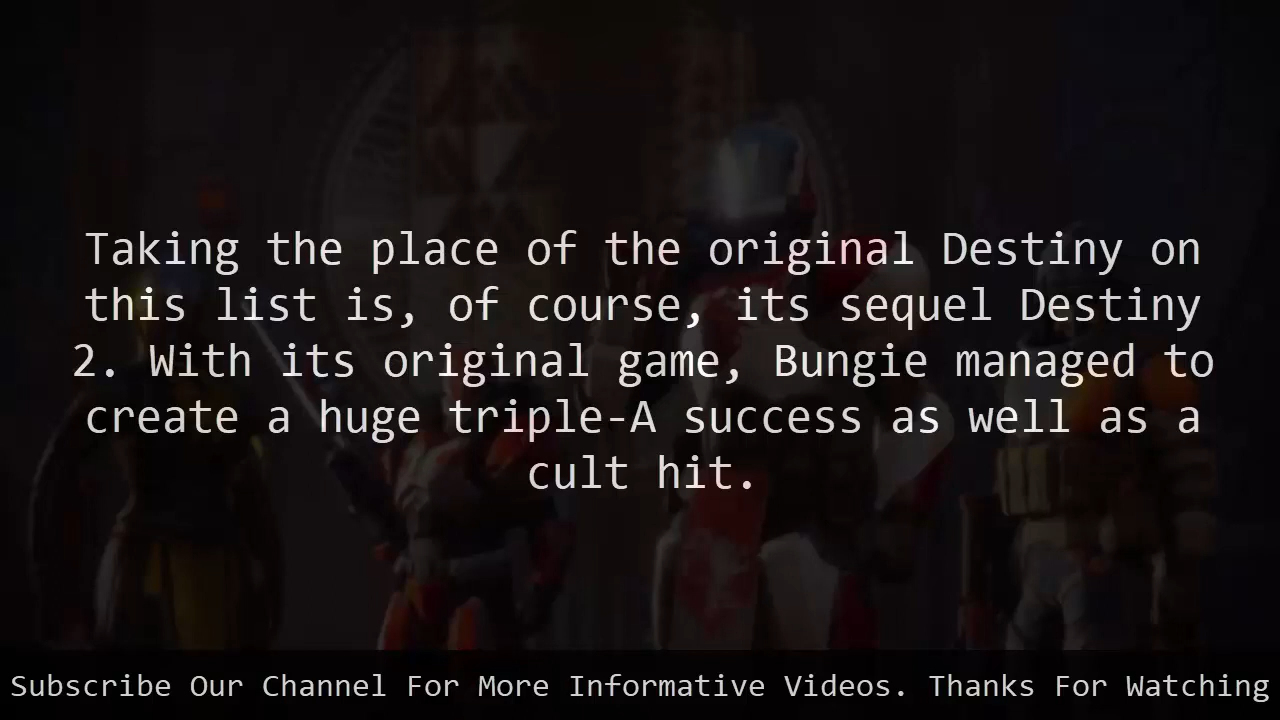 Taking the place of the original Destiny on
this list is, of course, its sequel Destiny
2. With its original game, Bungie managed to
create a huge triple-A success as well as a
cult hit.
Subscribe Our Channel For More Informative Videos. Thanks For Watching